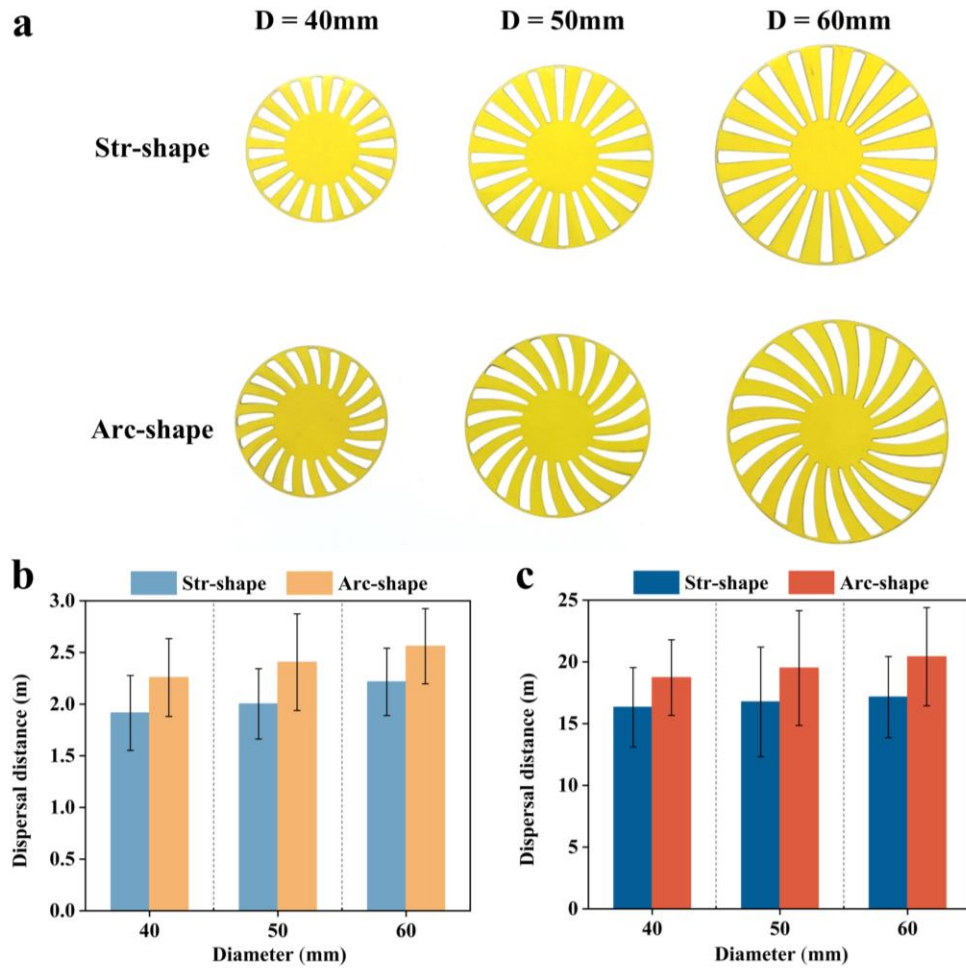 a
D = 40mm
D = 50mm
D = 60mm
Str-shape
Arc-shape
b
Str-shape
Arc-shape
Dispersal distance (m)
3.0
2.5
2.0
1.5
1.0
0.5
0.0
40
50
60
Diameter (mm)
c
Str-shape
Arc-shape
Dispersal distance (m)
25
20
15
10
5
0
40
50
60
Diameter (mm)